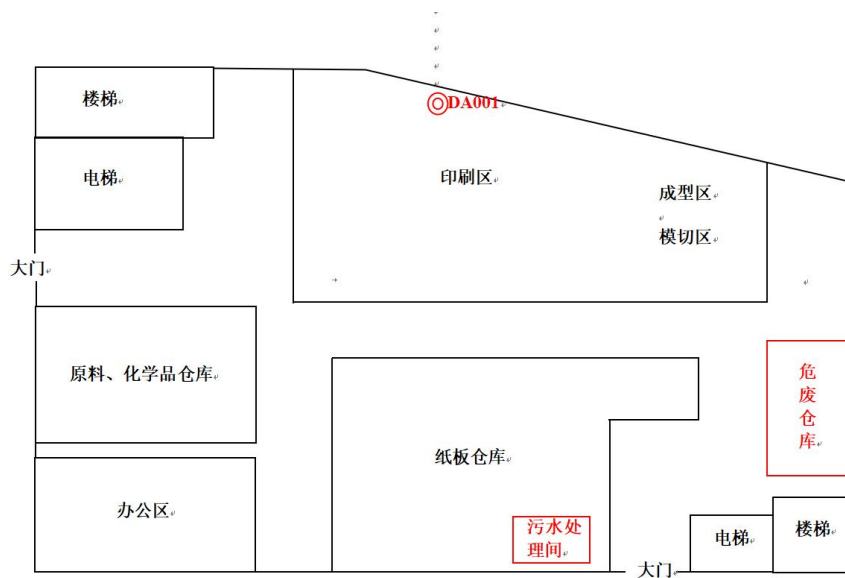 楼梯
DA001
电梯
印刷区
成型区
模切区
大门
原料、化学品仓库
危
废
仓
库
纸板仓库
办公区
污水处
理间
电梯
楼梯
大门